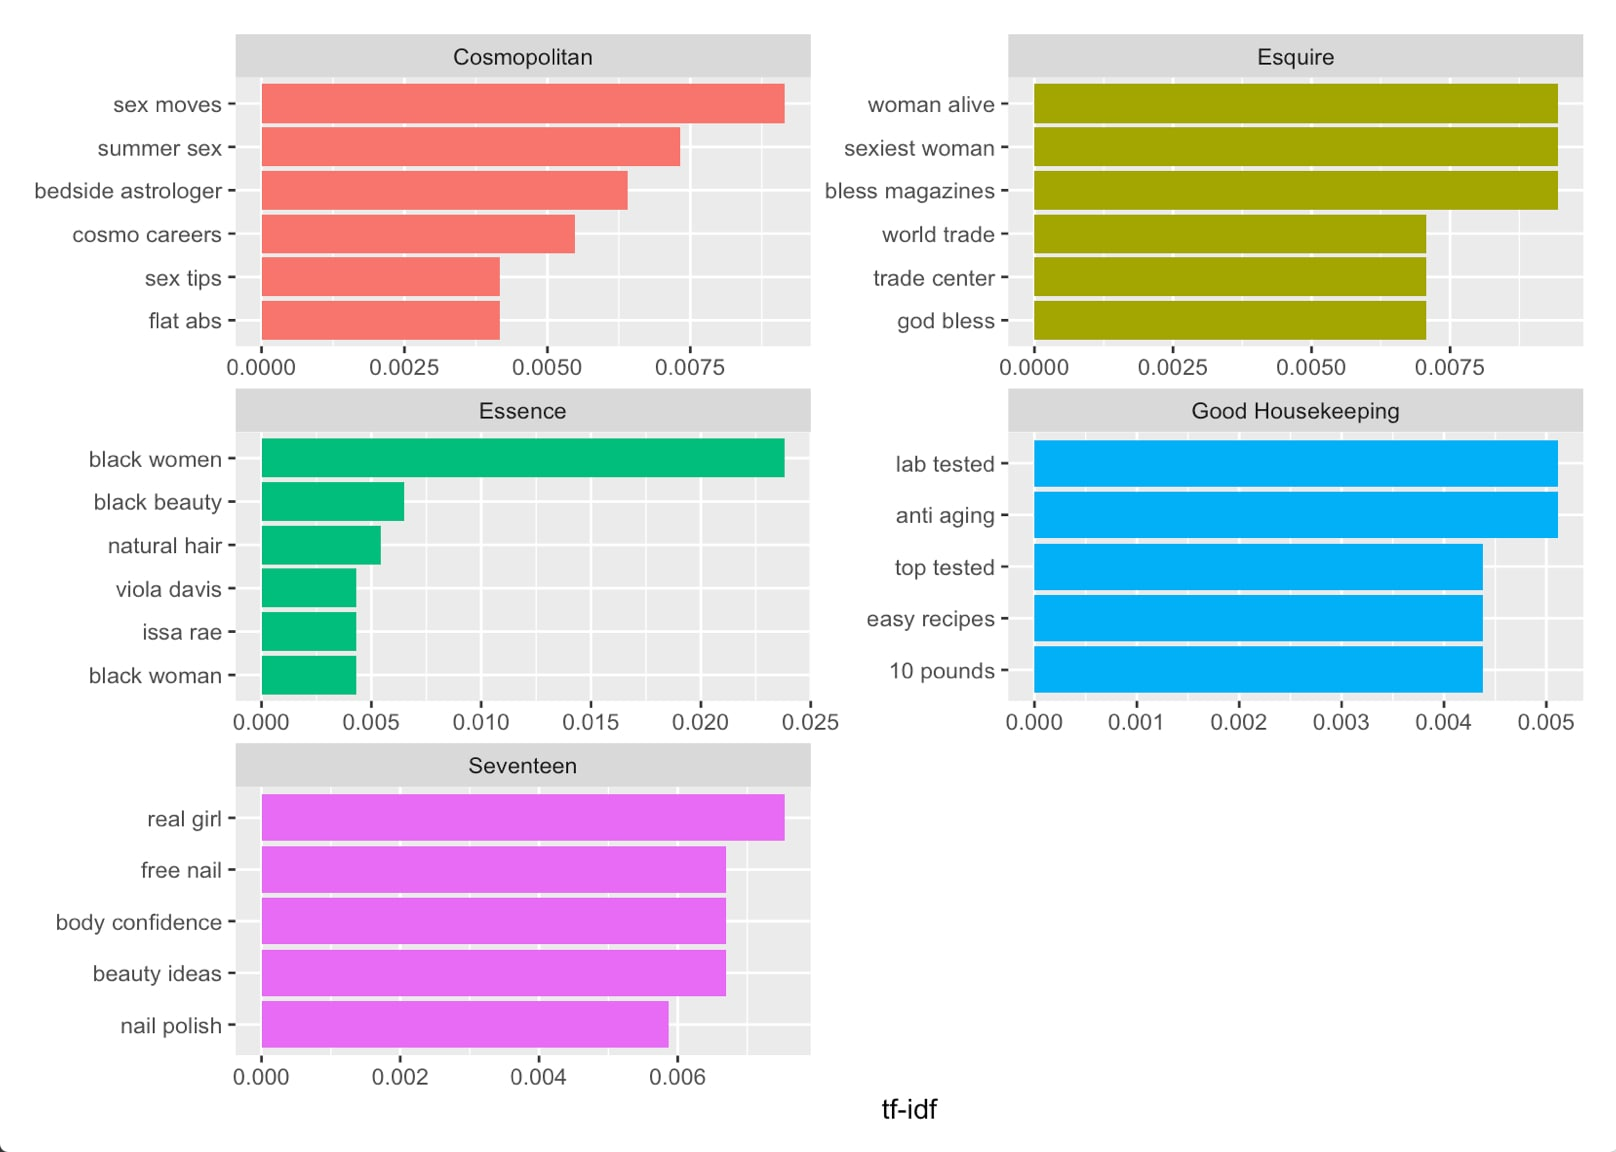 Cosmopolitan
sex moves
summer sex
bedside astrologer
cosmo careers
sex tips
flat abs
0.0000 0.0025 0.0050 0.0075
Esquire
woman alive
sexiest woman
bless magazines
world trade
trade center
god bless
0.0000 0.0025 0.0050 0.0075
Essence
black women
black beauty
natural hair
viola davis
issa rae
black woman
0.000 0.005 0.010 0.015 0.020 0.025
Good Housekeeping
lab tested
anti aging
top tested
easy recipes
10 pounds
0.000 0.001 0.002 0.003 0.004 0.005
Seventeen
real girl
free nail
body confidence
beauty ideas
nail polish
0.000 0.002 0.004 0.006
tf-idf